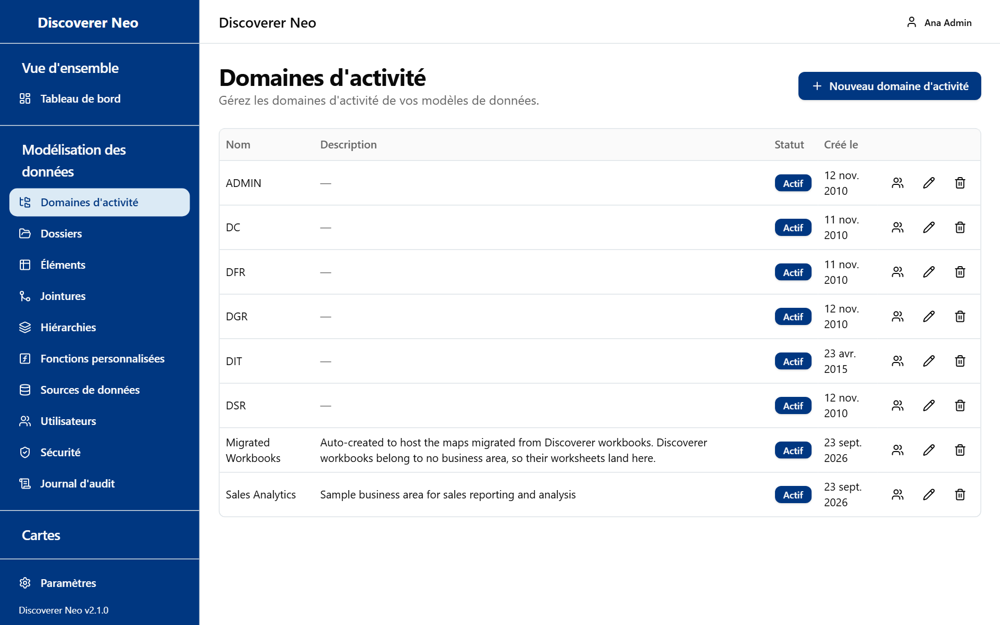 Discoverer Neo
Discoverer Neo
Ana Admin
Vue d'ensemble
Tableau de bord
Modélisation des
données
Domaines d'activité
Dossiers
Éléments
Jointures
Hiérarchies
Fonctions personnalisées
Sources de données
Utilisateurs
Sécurité
Journal d'audit
Cartes
Paramètres
Discoverer Neo v2.1.0
Domaines d'activité
Gérez les domaines d'activité de vos modèles de données.
+ Nouveau domaine d'activité
Nom Description Statut Créé le
ADMIN — Actif 12 nov.
2010
DC — Actif 11 nov.
2010
DFR — Actif 11 nov.
2010
DGR — Actif 12 nov.
2010
DIT — Actif 23 avr.
2015
DSR — Actif 12 nov.
2010
Migrated
Workbooks
Auto-created to host the maps migrated from Discoverer workbooks. Discoverer
workbooks belong to no business area, so their worksheets land here.
Actif
23 sept.
2026
Sales Analytics Sample business area for sales reporting and analysis Actif 23 sept.
2026